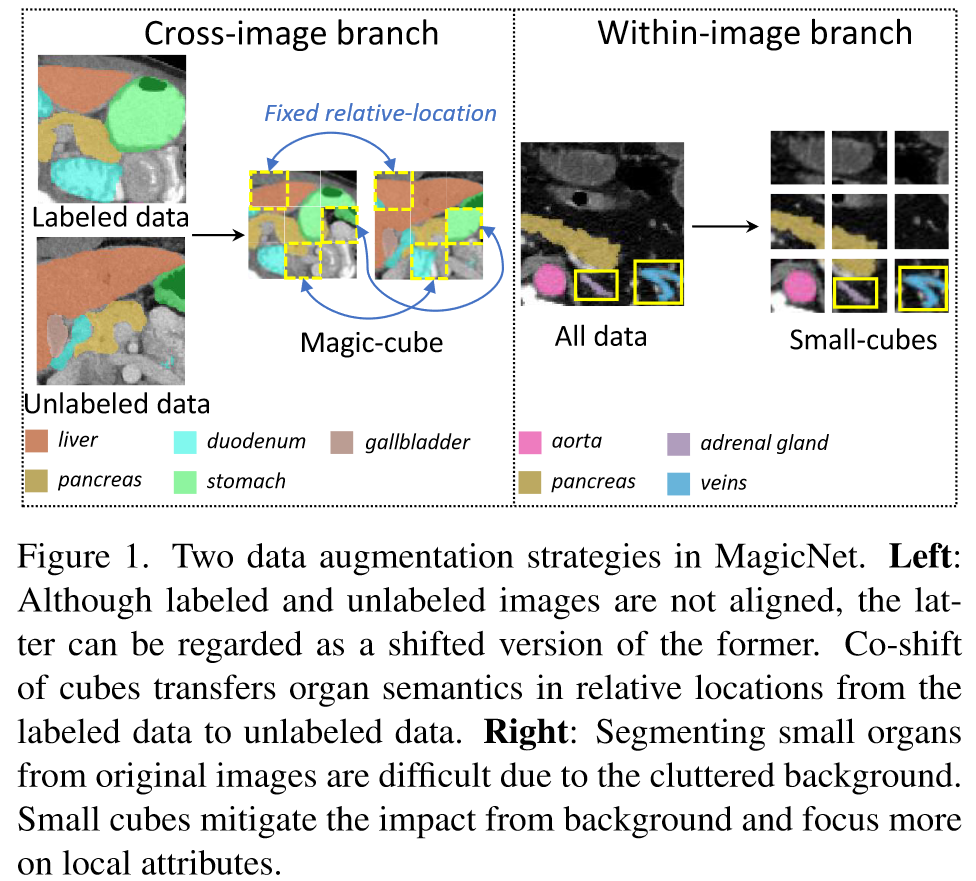 Cross-image branch
Within-image branch
Fixed relative-location
Labeled data
Unlabeled data
Magic-cube
All data
Small-cubes
liver
duodenum
gallbladder
pancreas
stomach
aorta
adrenal gland
pancreas
veins
Figure 1. Two data augmentation strategies in MagicNet. Left:
Although labeled and unlabeled images are not aligned, the lat-
ter can be regarded as a shifted version of the former. Co-shift
of cubes transfers organ semantics in relative locations from the
labeled data to unlabeled data. Right: Segmenting small organs
from original images are difficult due to the cluttered background.
Small cubes mitigate the impact from background and focus more
on local attributes.